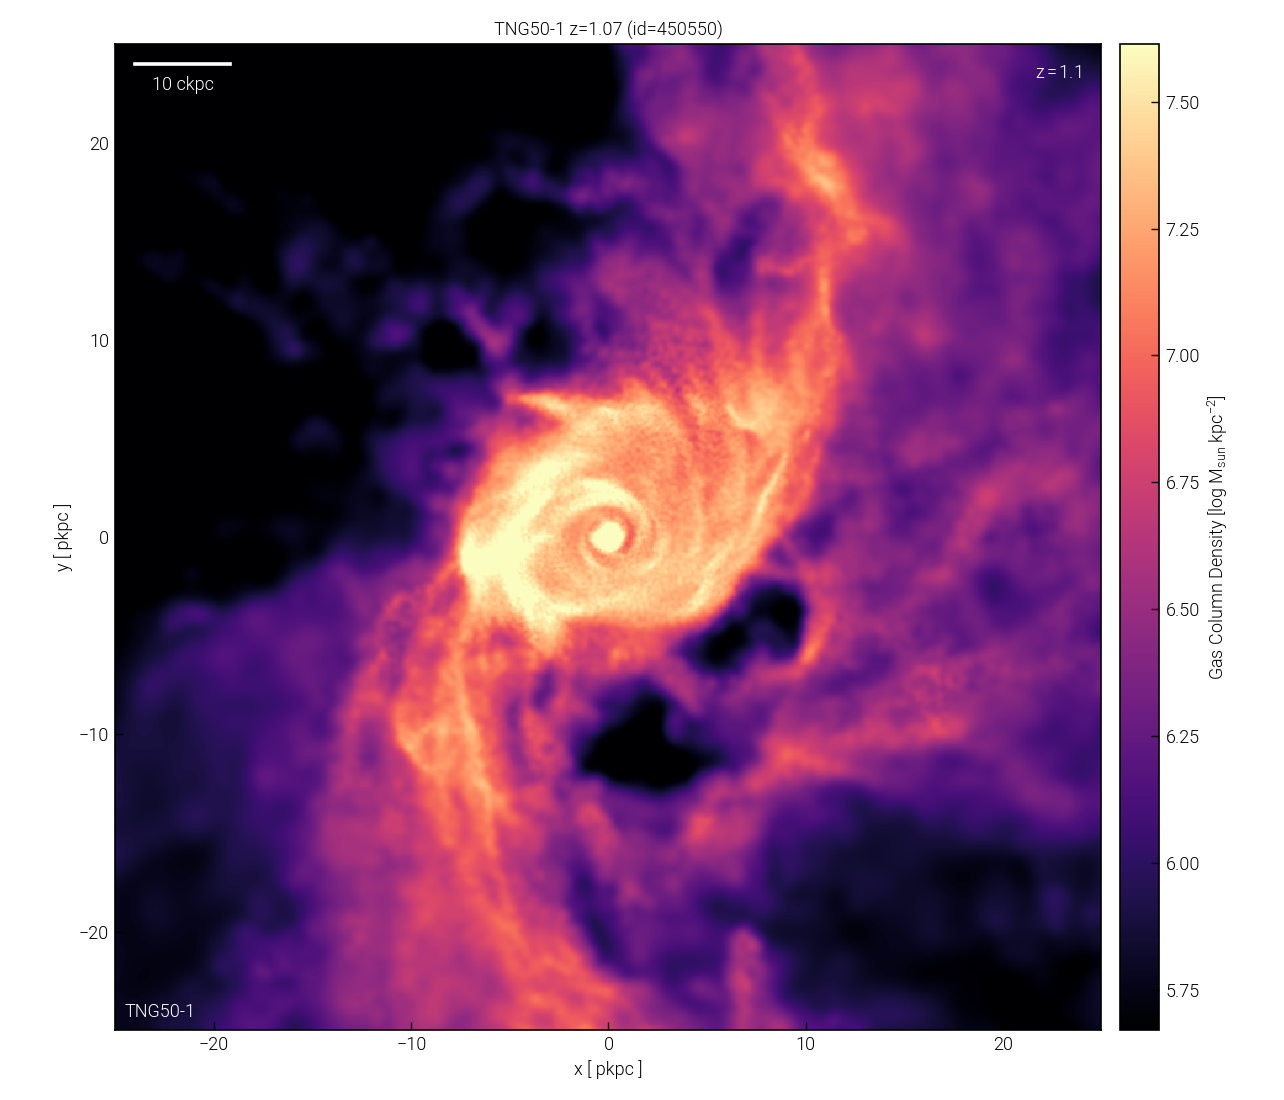 TNG50-1 z=1.07 (id=450550)
10 ckpc
z = 1.1
TNG50-1
y [ pkpc ]
20
10
0
−10
−20
−20
−10
0
10
20
x [ pkpc ]
7.50
7.25
7.00
6.75
6.50
6.25
6.00
5.75
Gas Column Density [log M_sun kpc^−2]